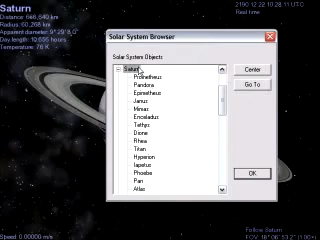 Saturn
Distance: 566,540 km
Radius: 60,268 km
Apparent diameter: 9° 29' 8.0"
Day length: 10.656 hours
Temperature: 76 K
2190 12 22 10:28:11 UTC
Real time
Solar System Browser
Solar System Objects
Saturn
Prometheus
Pandora
Epimetheus
Janus
Mimas
Enceladus
Tethys
Dione
Rhea
Titan
Hyperion
Iapetus
Phoebe
Pan
Atlas
Center
Go To
OK
Speed: 0.00000 m/s
Follow Saturn